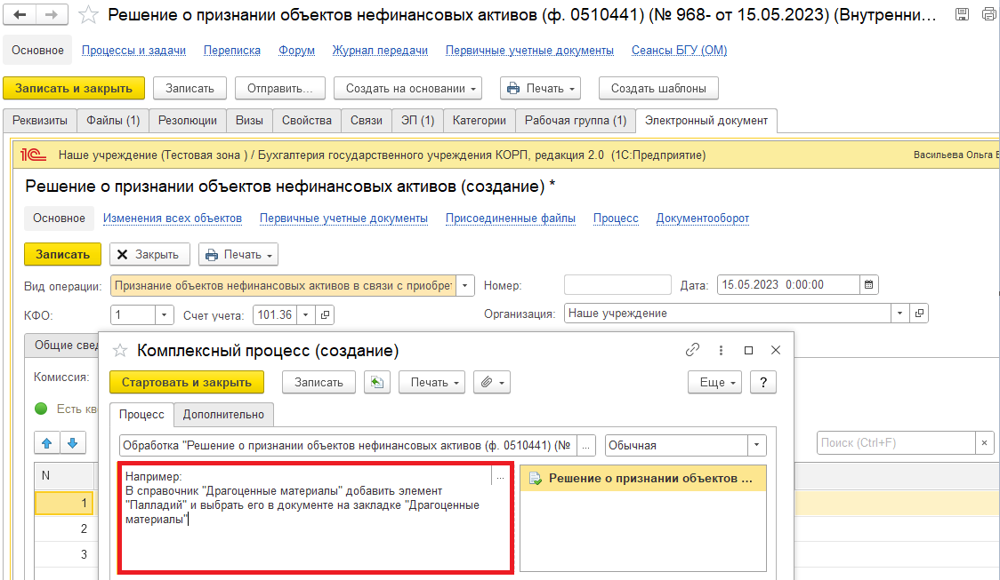 Решение о признании объектов нефинансовых активов (ф. 0510441) (№ 968- от 15.05.2023) (Внутренни...
Основное Процессы и задачи Переписка Форум Журнал передачи Первичные учетные документы Сеансы БГУ (ОМ)
Записать и закрыть Записать Отправить... Создать на основании Печать Создать шаблоны
Реквизиты Файлы (1) Резолюции Визы Свойства Связи ЭП (1) Категории Рабочая группа (1) Электронный документ
1С Наше учреждение (Тестовая зона ) / Бухгалтерия государственного учреждения КОРП, редакция 2.0 (1С:Предприятие) Васильева Ольга В
Решение о признании объектов нефинансовых активов (создание) *
Основное Изменения всех объектов Первичные учетные документы Присоединенные файлы Процесс Документооборот
Записать Закрыть Печать
Вид операции: Признание объектов нефинансовых активов в связи с приобрет Номер: Дата: 15.05.2023 0:00:00
КФО: 1 Счет учета: 101.36 Организация: Наше учреждение
Общие свед
Комплексный процесс (создание)
Комиссия:
Стартовать и закрыть Записать Печать Еще ?
Есть кв
Процесс Дополнительно
Обработка "Решение о признании объектов нефинансовых активов (ф. 0510441) (№ ... Обычная
Поиск (Ctrl+F) ×
N
Например: ...
В справочник "Драгоценные материалы" добавить элемент
"Палладий" и выбрать его в документе на закладке "Драгоценные
материалы"
Решение о признании объектов ...
1
2
3